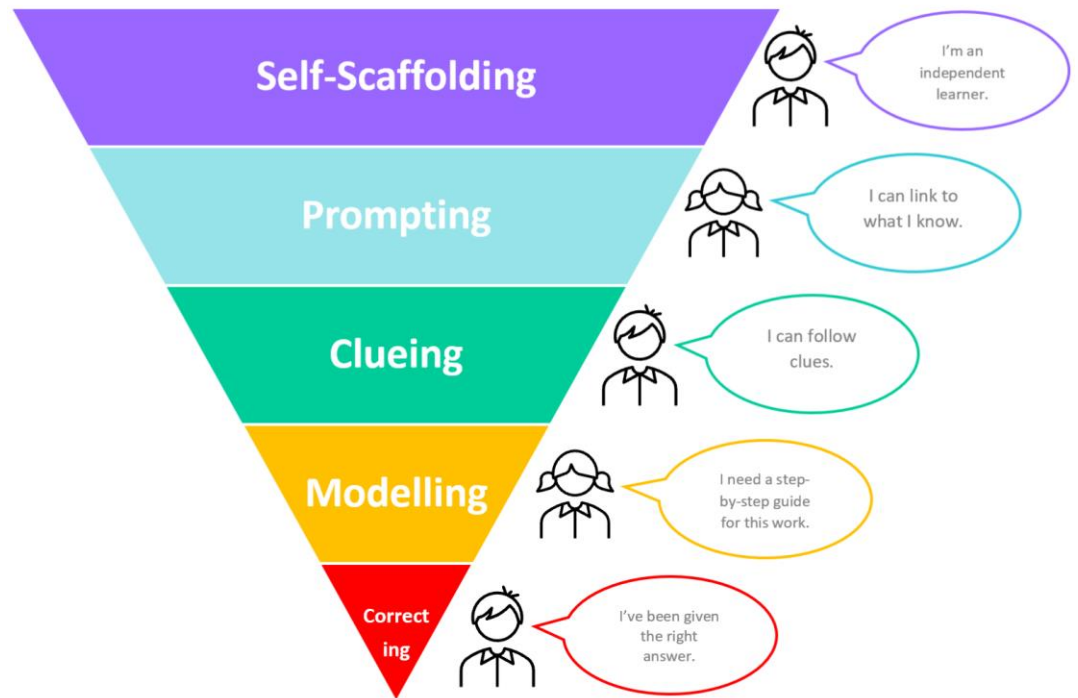 Self-Scaffolding
I'm an
independent
learner.
Prompting
I can link to
what I know.
Clueing
I can follow
clues.
Modelling
I need a step-
by-step guide
for this work.
Correct
ing
I've been given
the right
answer.